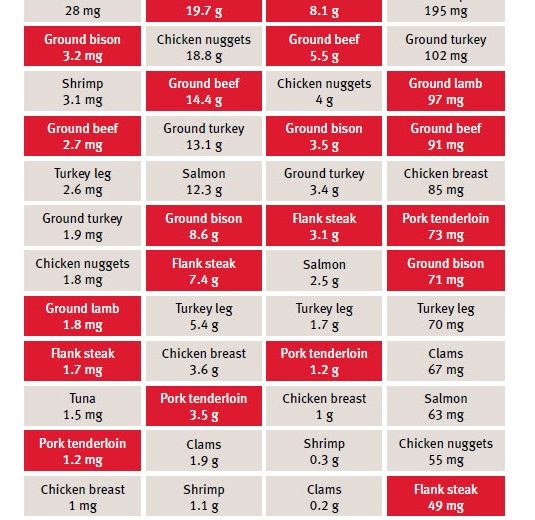 28 mg
19.7 g
8.1 g
195 mg
Ground bison
3.2 mg
Chicken nuggets
18.8 g
Ground beef
5.5 g
Ground turkey
102 mg
Shrimp
3.1 mg
Ground beef
14.4 g
Chicken nuggets
4 g
Ground lamb
97 mg
Ground beef
2.7 mg
Ground turkey
13.1 g
Ground bison
3.5 g
Ground beef
91 mg
Turkey leg
2.6 mg
Salmon
12.3 g
Ground turkey
3.4 g
Chicken breast
85 mg
Ground turkey
1.9 mg
Ground bison
8.6 g
Flank steak
3.1 g
Pork tenderloin
73 mg
Chicken nuggets
1.8 mg
Flank steak
7.4 g
Salmon
2.5 g
Ground bison
71 mg
Ground lamb
1.8 mg
Turkey leg
5.4 g
Turkey leg
1.7 g
Turkey leg
70 mg
Flank steak
1.7 mg
Chicken breast
3.6 g
Pork tenderloin
1.2 g
Clams
67 mg
Tuna
1.5 mg
Pork tenderloin
3.5 g
Chicken breast
1 g
Salmon
63 mg
Pork tenderloin
1.2 mg
Clams
1.9 g
Shrimp
0.3 g
Chicken nuggets
55 mg
Chicken breast
1 mg
Shrimp
1.1 g
Clams
0.2 g
Flank steak
49 mg